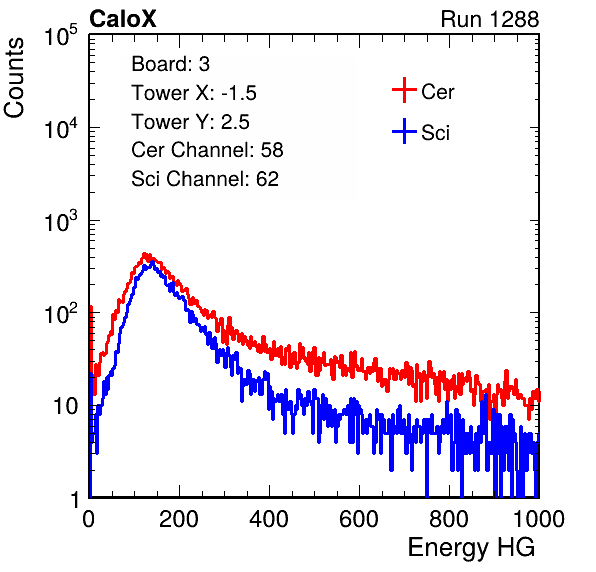 CaloX Run 1288
Counts
Board: 3
Tower X: -1.5
Tower Y: 2.5
Cer Channel: 58
Sci Channel: 62
Cer
Sci
10^5
10^4
10^3
10^2
10
1
0 200 400 600 800 1000
Energy HG